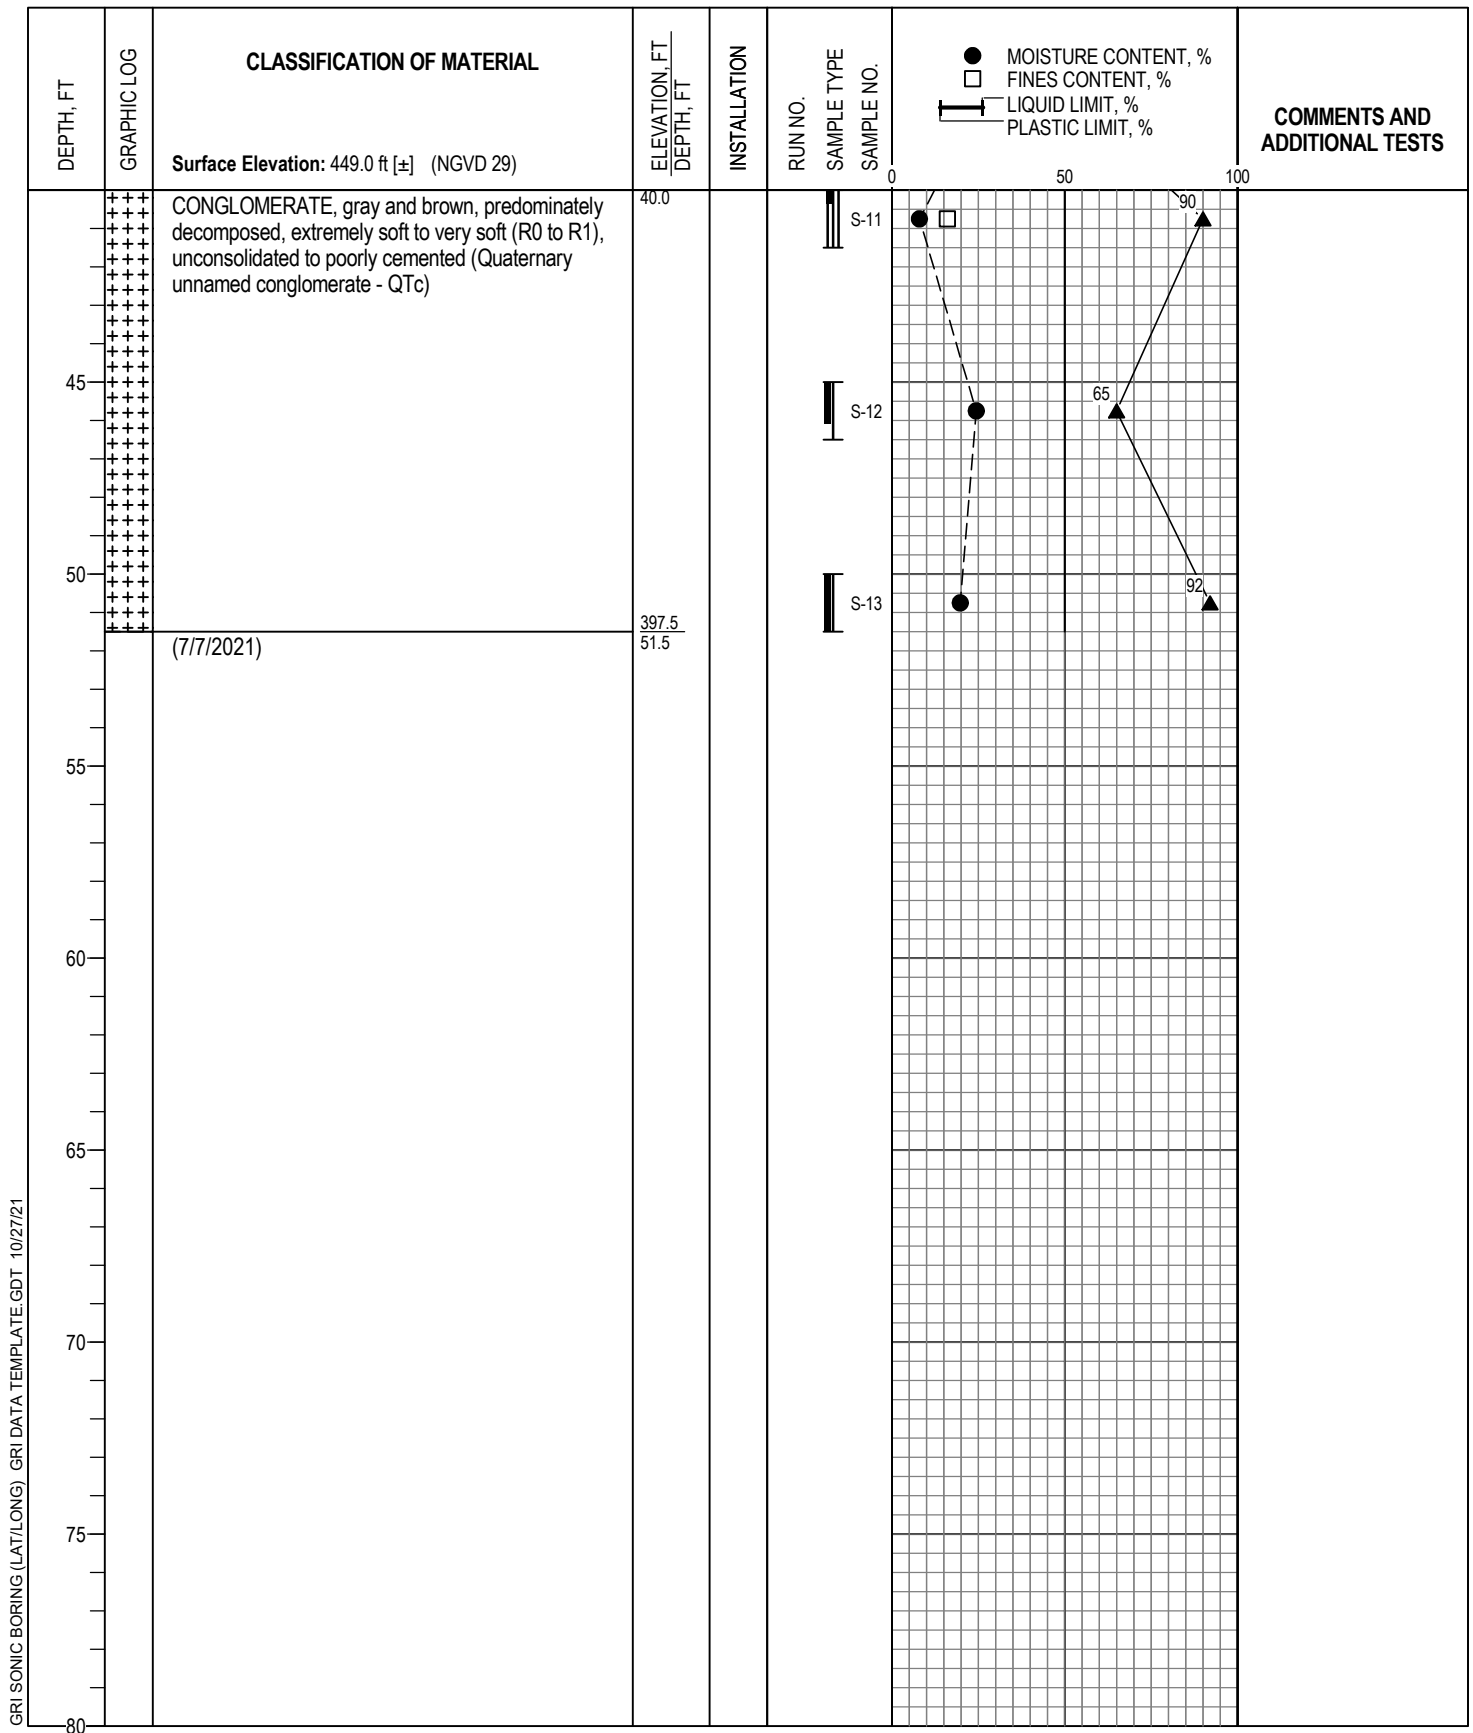 DEPTH, FT
GRAPHIC LOG
CLASSIFICATION OF MATERIAL
Surface Elevation: 449.0 ft [±] (NGVD 29)
ELEVATION, FT
DEPTH, FT
INSTALLATION
RUN NO.
SAMPLE TYPE
SAMPLE NO.
MOISTURE CONTENT, %
FINES CONTENT, %
LIQUID LIMIT, %
PLASTIC LIMIT, %
0
50
100
COMMENTS AND
ADDITIONAL TESTS
CONGLOMERATE, gray and brown, predominately
decomposed, extremely soft to very soft (R0 to R1),
unconsolidated to poorly cemented (Quaternary
unnamed conglomerate - QTc)
40.0
S-11
90
45
S-12
65
50
S-13
92
397.5
51.5
(7/7/2021)
55
60
65
70
75
80
GRI SONIC BORING (LAT/LONG) GRI DATA TEMPLATE.GDT 10/27/21